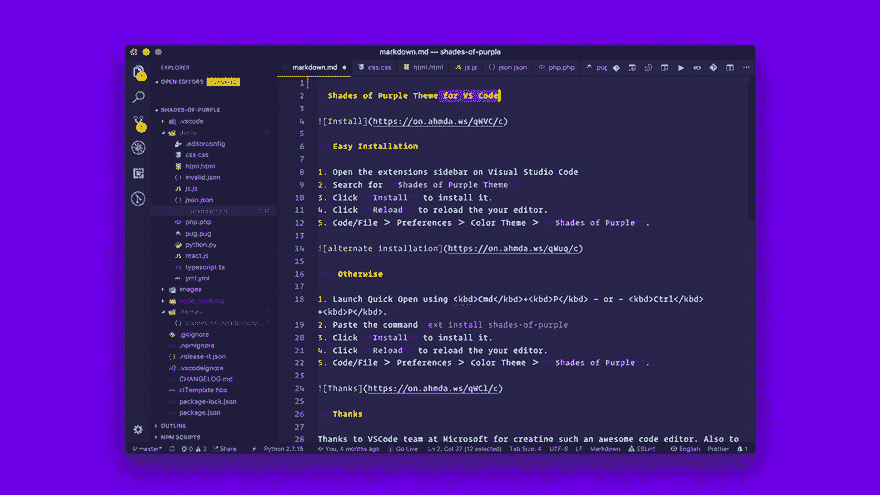 markdown.md — shades-of-purple
EXPLORER
OPEN EDITORS
SHADES-OF-PURPLE
.vscode
demo
.editorconfig
css.css
html.html
invalid.json
js.js
json.json
php.php
pug.pug
python.py
react.js
typescript.ts
yml.yml
images
node_modules
themes
.gitignore
.npmignore
.release-it.json
.vscodeignore
CHANGELOG.md
clTemplate.hbs
package-lock.json
package.json
OUTLINE
NPM SCRIPTS
markdown.md css.css html.html js.js json.json php.php pug
1
2 Shades of Purple Theme for VS Code
3
4 ![Install](https://on.ahmda.ws/qWVC/c)
5
6 Easy Installation
7
8 1. Open the extensions sidebar on Visual Studio Code
9 2. Search for Shades of Purple Theme
10 3. Click Install to install it.
11 4. Click Reload to reload the your editor.
12 5. Code/File > Preferences > Color Theme > Shades of Purple .
13
14 ![alternate installation](https://on.ahmda.ws/qWuq/c)
15
16 Otherwise
17
18 1. Launch Quick Open using <kbd>Cmd</kbd>+<kbd>P</kbd> - or - <kbd>Ctrl</kbd>
+<kbd>P</kbd>.
19 2. Paste the command ext install shades-of-purple
20 3. Click Install to install it.
21 4. Click Reload to reload the your editor.
22 5. Code/File > Preferences > Color Theme > Shades of Purple .
23
24 ![Thanks](https://on.ahmda.ws/qWCl/c)
25
26 Thanks
27
28 Thanks to VSCode team at Microsoft for creating such an awesome code editor. Also to
master* 0 2 Share Python 2.7.15 You, 4 months ago Go Live Ln 2, Col 37 (12 selected) Tab Size: 4 UTF-8 LF Markdown ESLint English Prettier 1